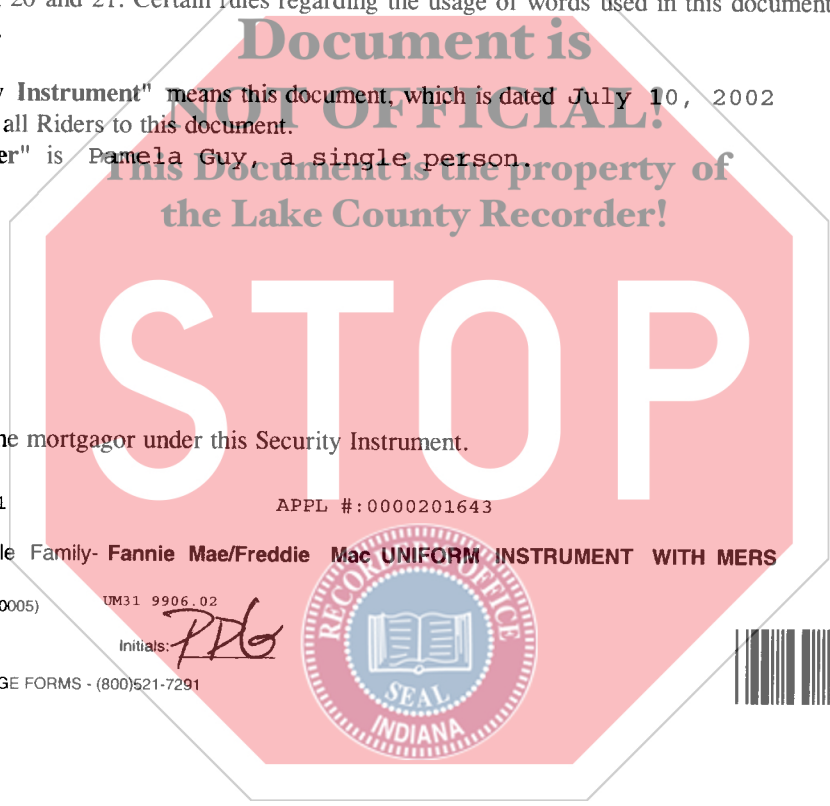 20 and 21. Certain rules regarding the usage of words used in this document
Document is
Instrument" means this document, which is dated July 10, 2002
NOT OFFICIAL!
all Riders to this document.
er" is Pamela Guy, a single person.
This Document is the property of
the Lake County Recorder!
STOP
he mortgagor under this Security Instrument.
1 APPL #:0000201643
le Family- Fannie Mae/Freddie Mac UNIFORM INSTRUMENT WITH MERS
0005) UM31 9906.02
Initials: PDG
GE FORMS - (800)521-7291
RECORDER'S OFFICE
SEAL
INDIANA